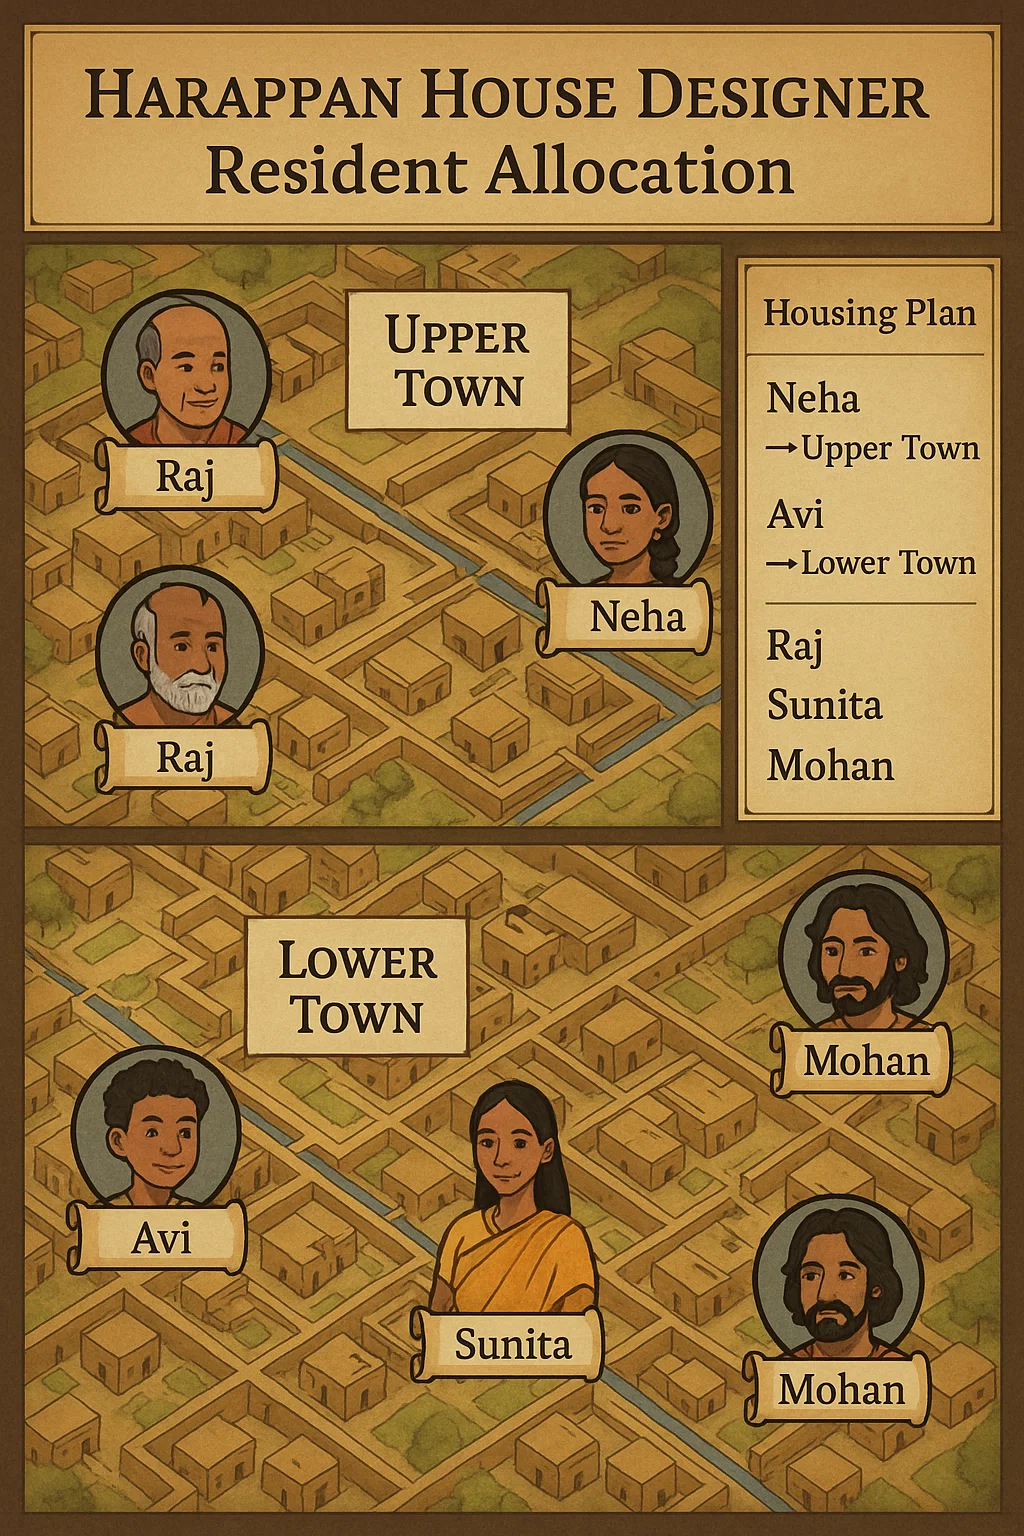 HARAPPAN HOUSE DESIGNER
Resident Allocation
UPPER
TOWN
Raj
Neha
Raj
Housing Plan
Neha
→Upper Town
Avi
→Lower Town
Raj
Sunita
Mohan
LOWER
TOWN
Mohan
Avi
Sunita
Mohan